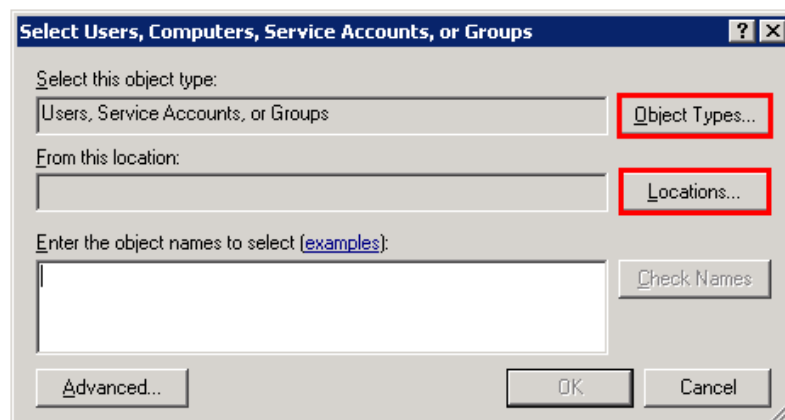 Select Users, Computers, Service Accounts, or Groups
Select this object type:
Users, Service Accounts, or Groups
Object Types...
From this location:
Locations...
Enter the object names to select (examples):
Check Names
Advanced...
OK
Cancel